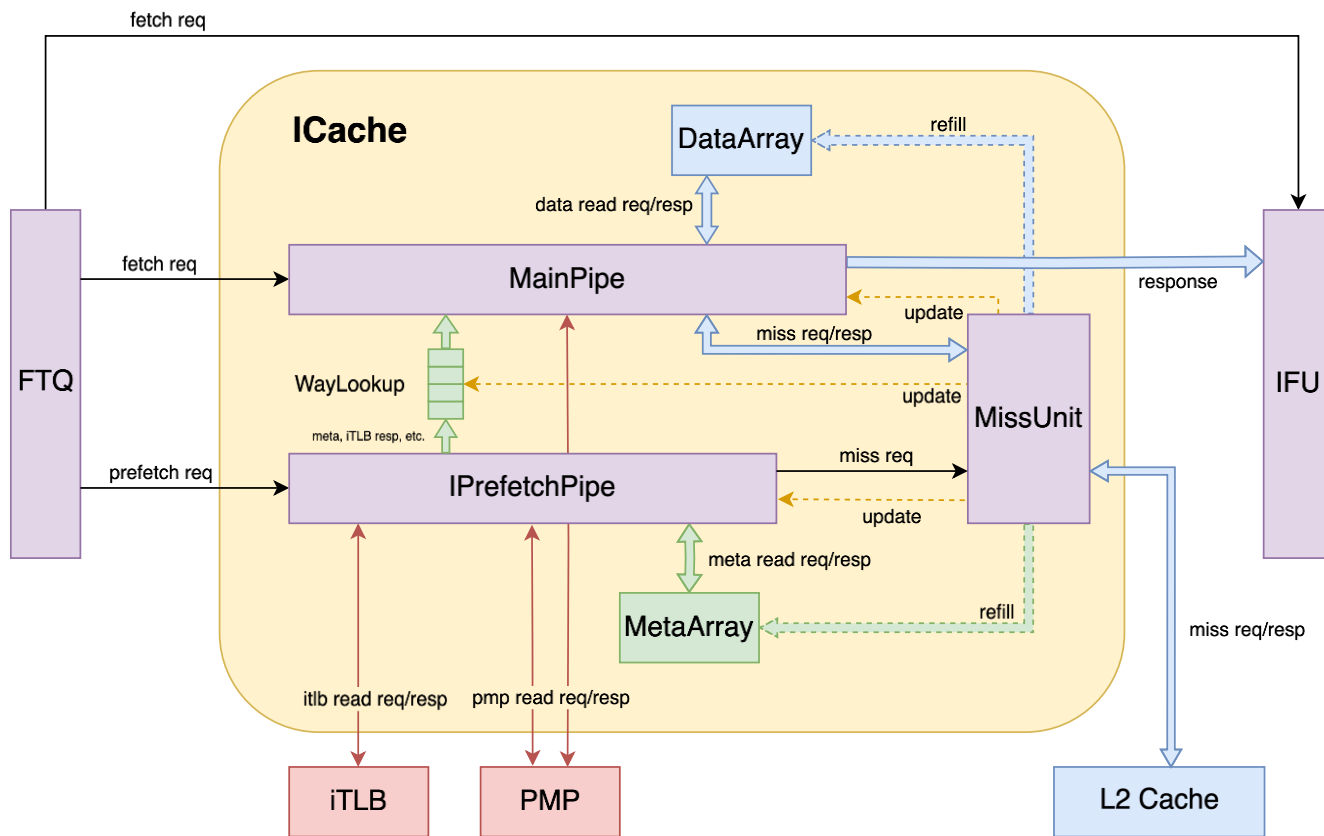 fetch req
ICache
DataArray
refill
data read req/resp
fetch req
MainPipe
response
update
miss req/resp
FTQ
WayLookup
update
MissUnit
IFU
meta, iTLB resp, etc.
prefetch req
IPrefetchPipe
miss req
update
meta read req/resp
MetaArray
refill
miss req/resp
itlb read req/resp
pmp read req/resp
iTLB
PMP
L2 Cache